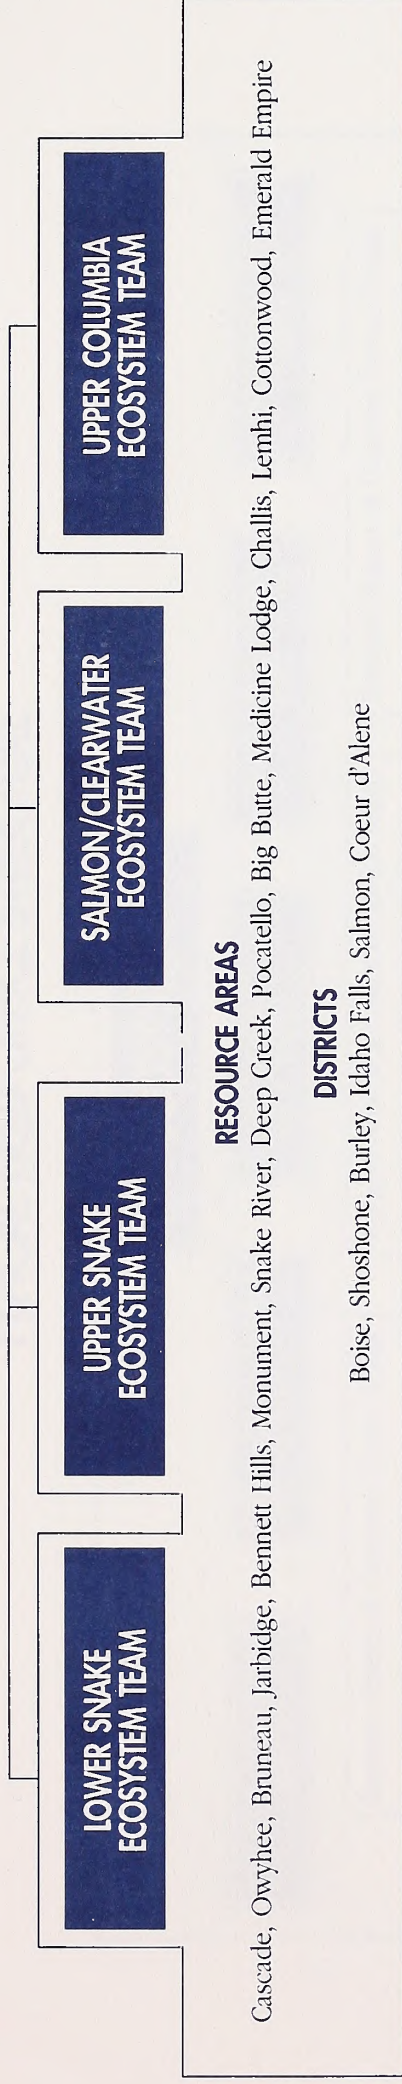 LOWER SNAKE
ECOSYSTEM TEAM
UPPER SNAKE
ECOSYSTEM TEAM
SALMON/CLEARWATER
ECOSYSTEM TEAM
UPPER COLUMBIA
ECOSYSTEM TEAM
RESOURCE AREAS
Cascade, Owyhee, Bruneau, Jarbidge, Bennett Hills, Monument, Snake River, Deep Creek, Pocatello, Big Butte, Medicine Lodge, Challis, Lemhi, Cottonwood, Emerald Empire
DISTRICTS
Boise, Shoshone, Burley, Idaho Falls, Salmon, Coeur d'Alene